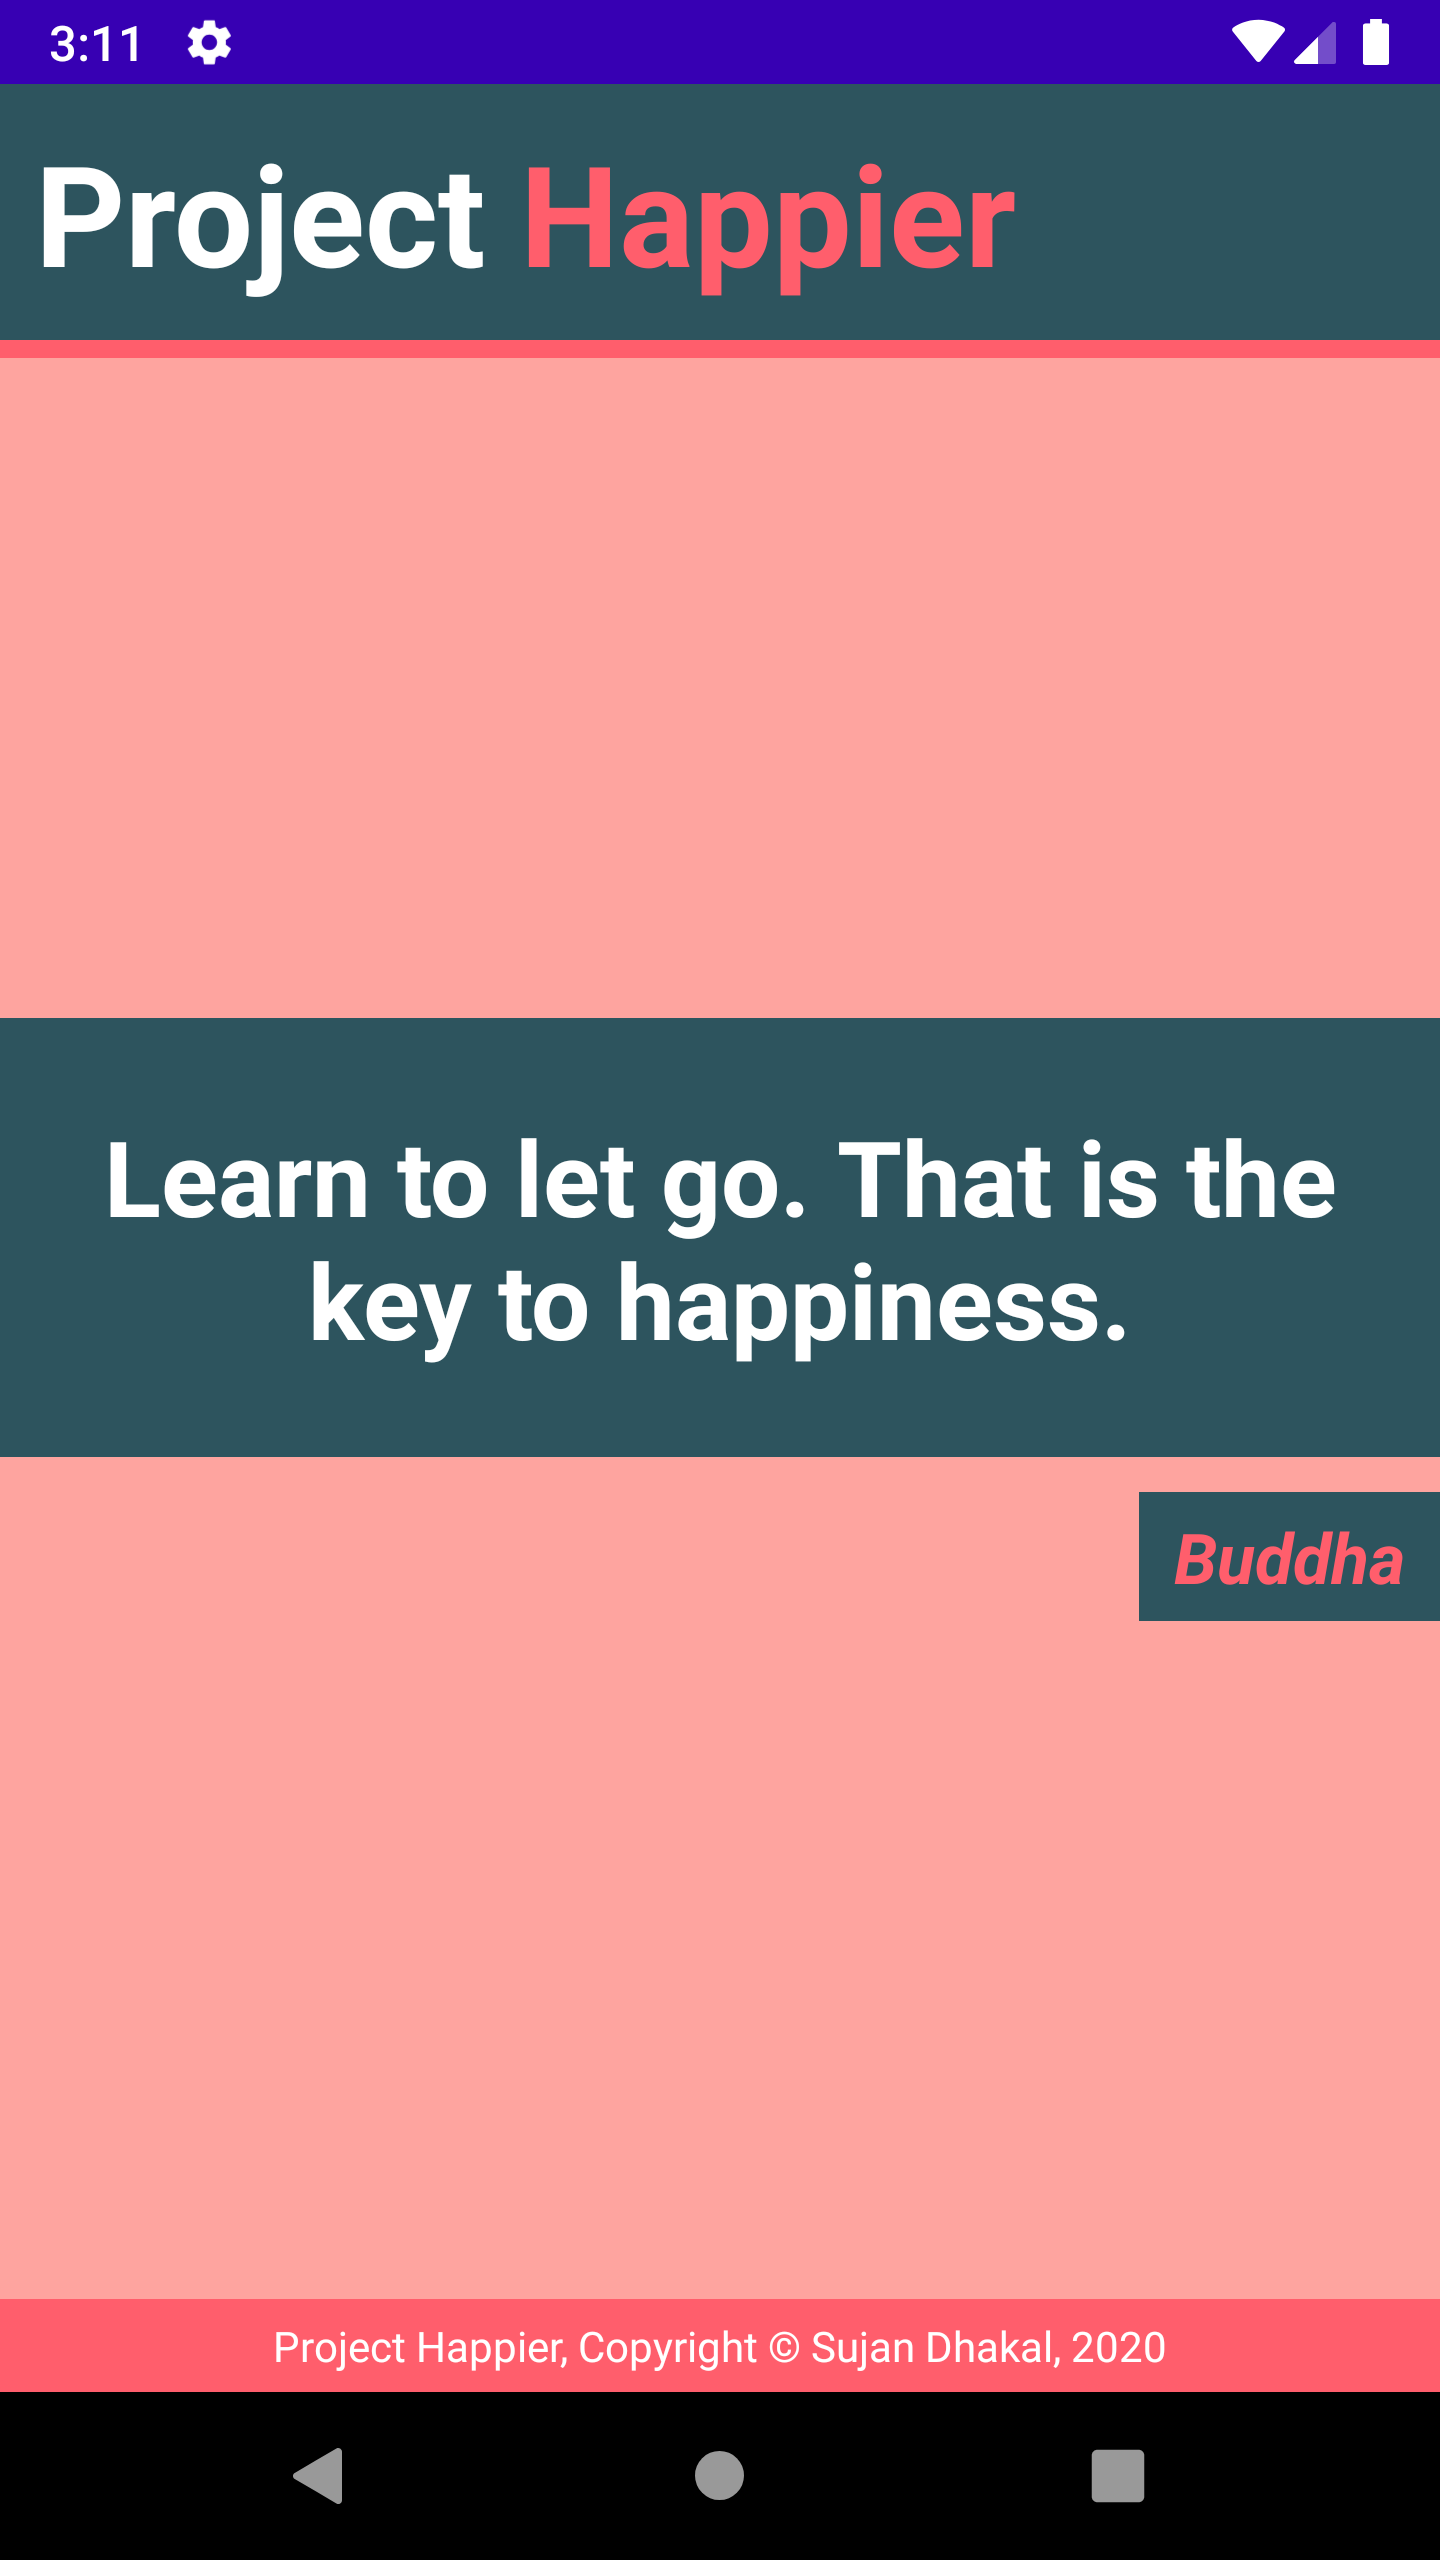 3:11
Project Happier
Learn to let go. That is the
key to happiness.
Buddha
Project Happier, Copyright © Sujan Dhakal, 2020